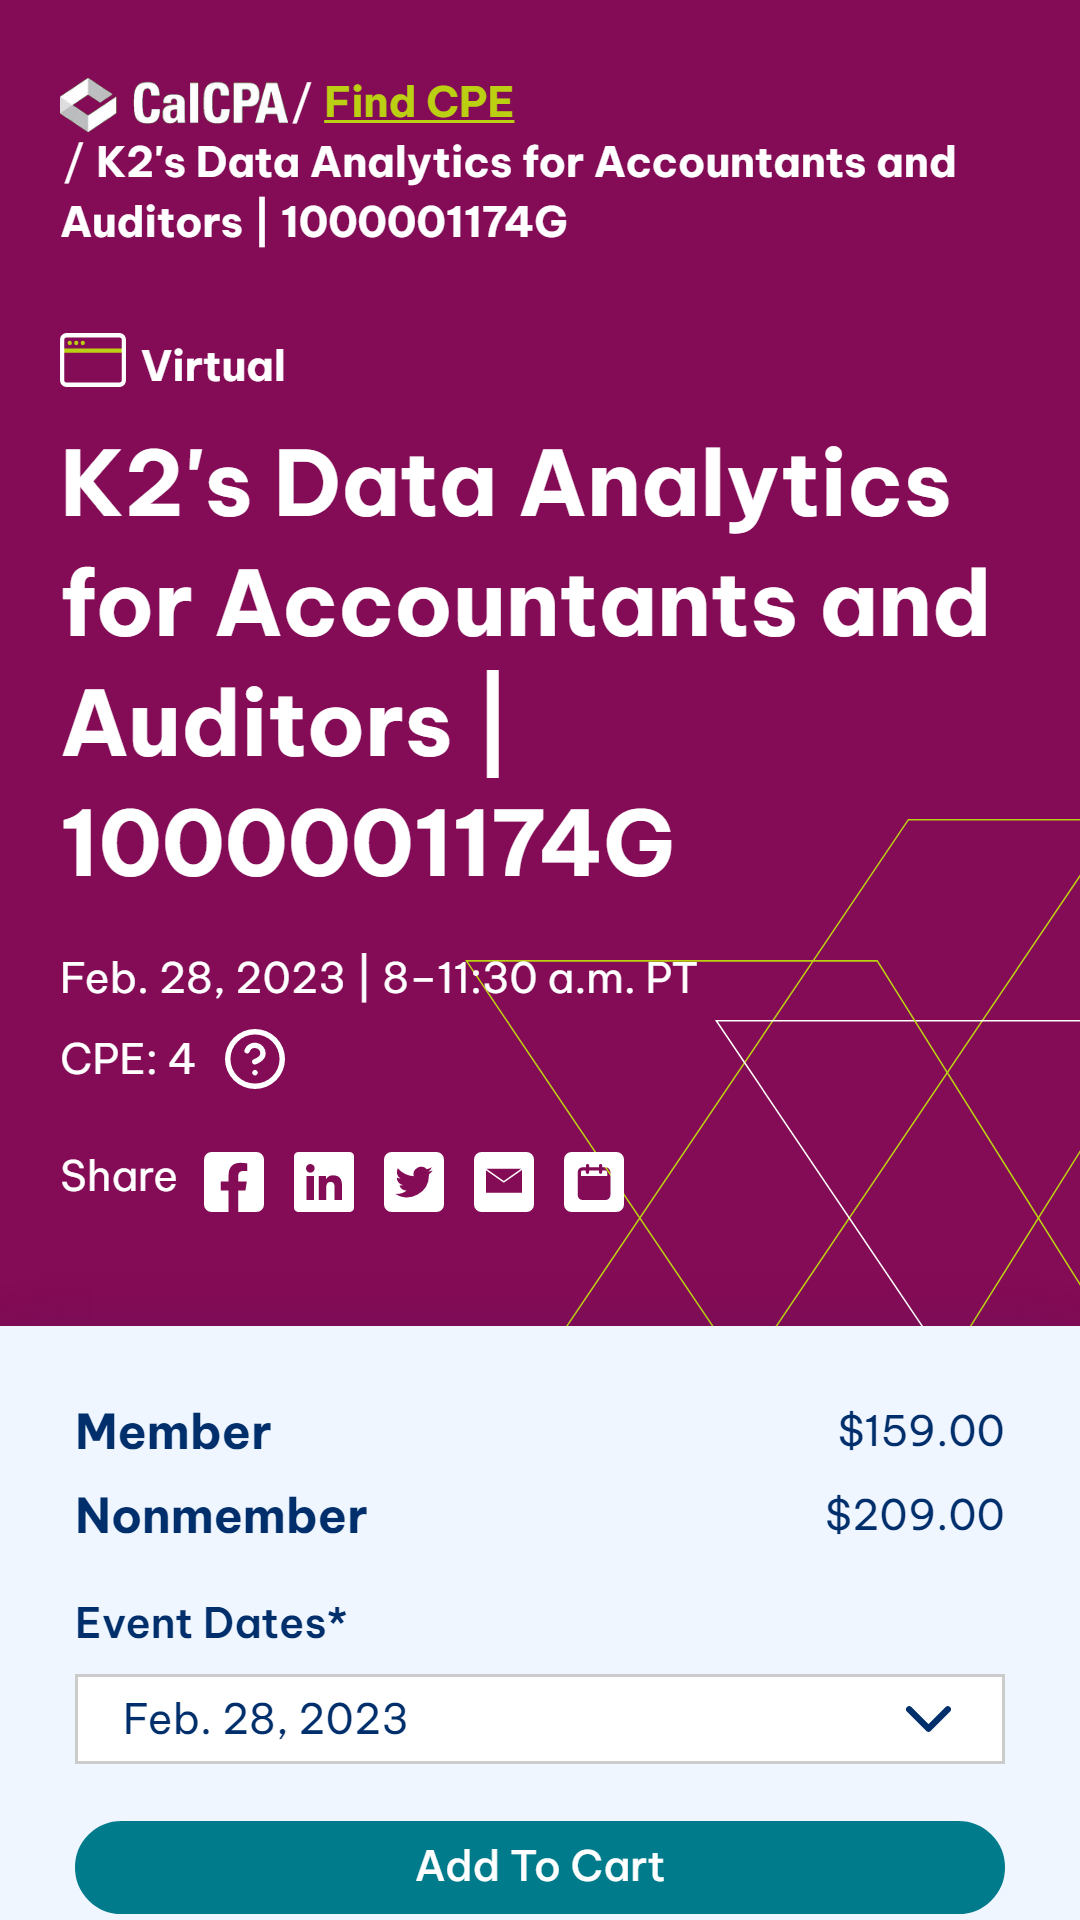 CalCPA / Find CPE
/ K2's Data Analytics for Accountants and
Auditors | 1000001174G
Virtual
K2's Data Analytics
for Accountants and
Auditors |
1000001174G
Feb. 28, 2023 | 8–11:30 a.m. PT
CPE: 4 ?
Share
Member $159.00
Nonmember $209.00
Event Dates*
Feb. 28, 2023
Add To Cart